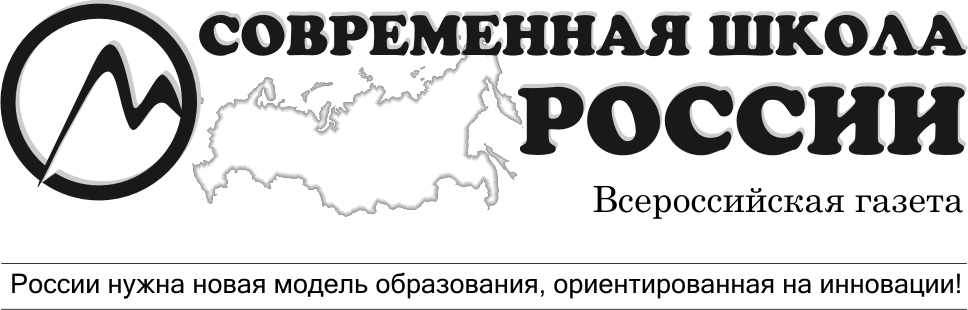 СОВРЕМЕННАЯ ШКОЛА
РОССИИ
Всероссийская газета
России нужна новая модель образования, ориентированная на инновации!